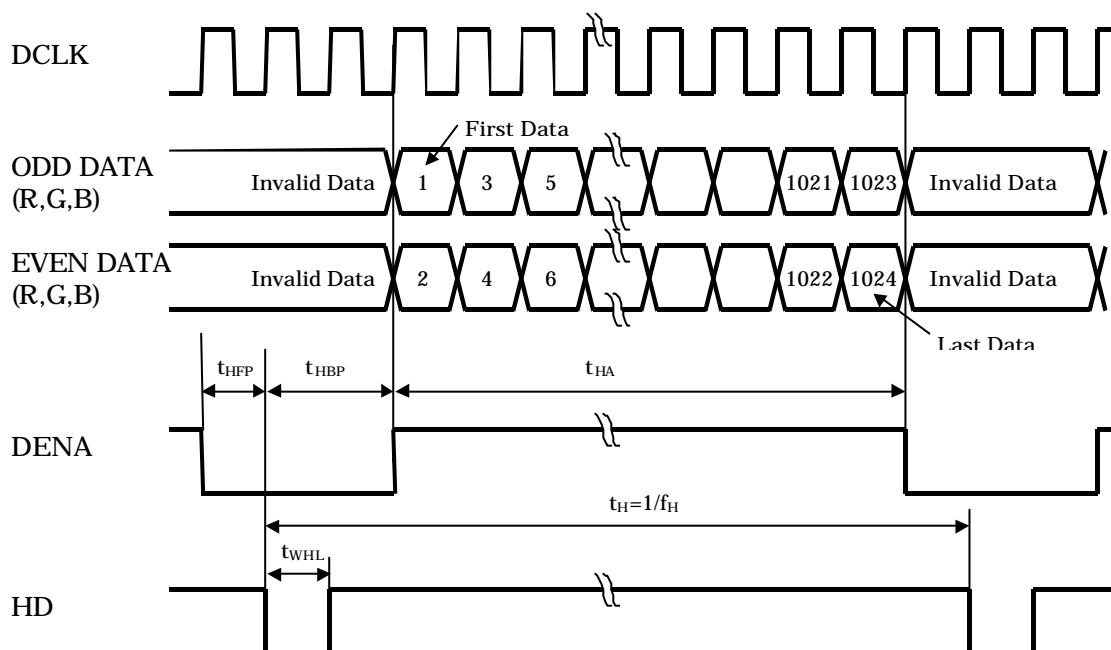 DCLK
First Data
ODD DATA
(R,G,B)
Invalid Data 1 3 5 1021 1023 Invalid Data
EVEN DATA
(R,G,B)
Invalid Data 2 4 6 1022 1024 Invalid Data
Last Data
tHFP tHBP tHA
DENA
tH=1/fH
tWHL
HD